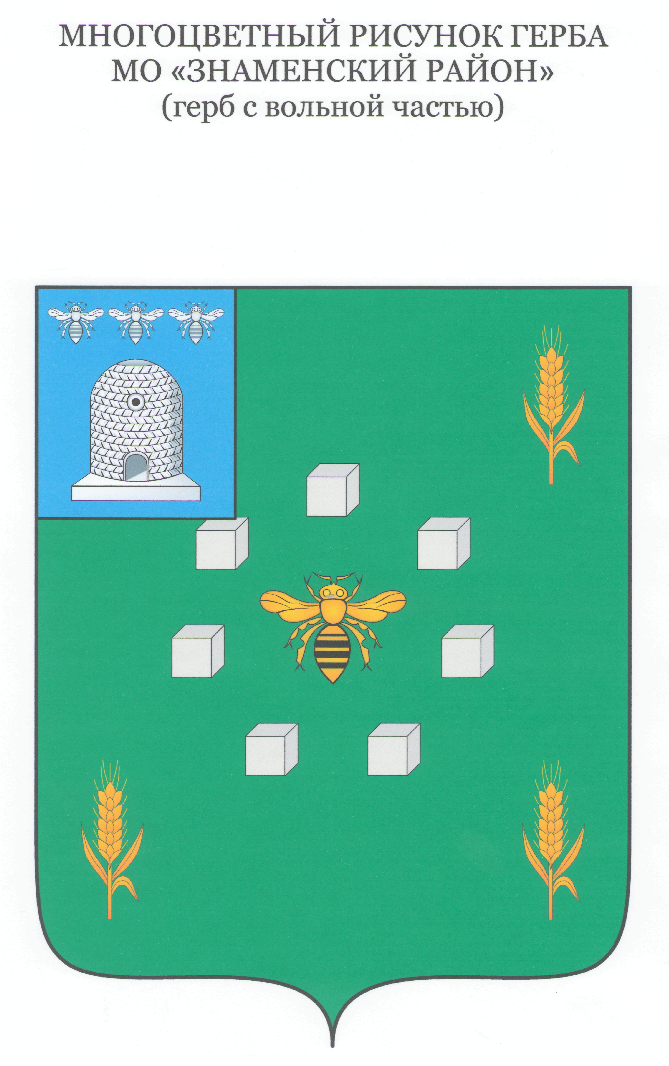 МНОГОЦВЕТНЫЙ РИСУНОК ГЕРБА
МО «ЗНАМЕНСКИЙ РАЙОН»
(герб с вольной частью)